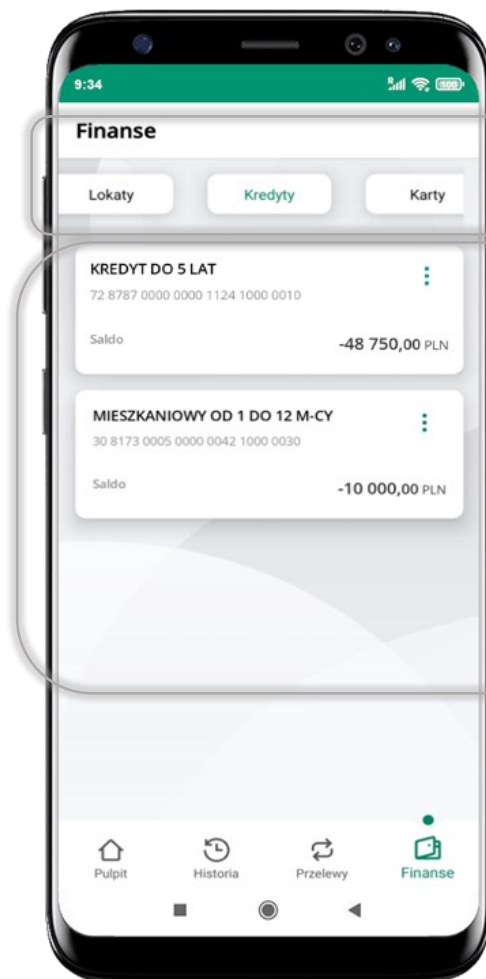 9:34
R
100
Finanse
Lokaty Kredyty Karty
KREDYT DO 5 LAT
72 8787 0000 0000 1124 1000 0010
Saldo -48 750,00 PLN
MIESZKANIOWY OD 1 DO 12 M-CY
30 8173 0005 0000 0042 1000 0030
Saldo -10 000,00 PLN
Pulpit Historia Przelewy Finanse